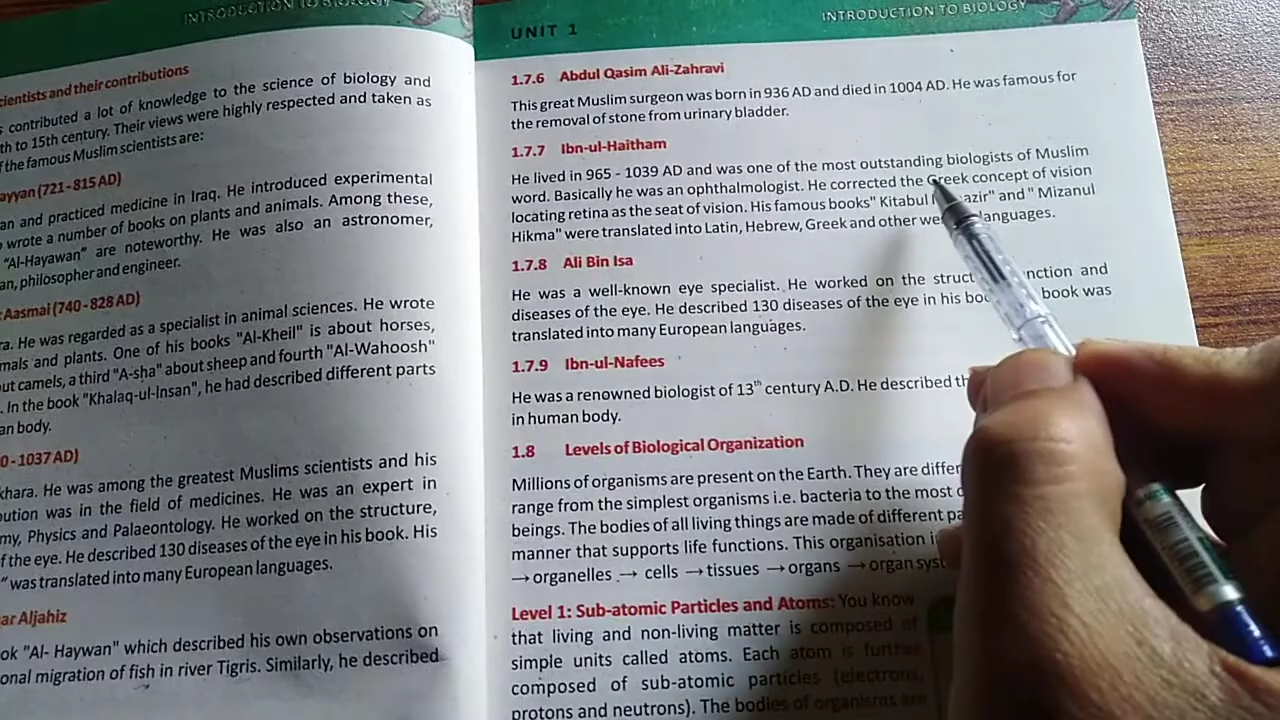 INTRODUCTION TO BIOLOGY
cientists and their contributions
contributed a lot of knowledge to the science of biology and
th to 15th century. Their views were highly respected and taken as
f the famous Muslim scientists are:
ayyan (721 - 815 AD)
an and practiced medicine in Iraq. He introduced experimental
wrote a number of books on plants and animals. Among these,
"Al-Hayawan" are noteworthy. He was also an astronomer,
an, philosopher and engineer.
Aasmai (740 - 828 AD)
ra. He was regarded as a specialist in animal sciences. He wrote
mals and plants. One of his books "Al-Kheil" is about horses,
ut camels, a third "A-sha" about sheep and fourth "Al-Wahoosh"
. In the book "Khalaq-ul-Insan", he had described different parts
an body.
0 - 1037 AD)
khara. He was among the greatest Muslims scientists and his
ution was in the field of medicines. He was an expert in
my, Physics and Palaeontology. He worked on the structure,
f the eye. He described 130 diseases of the eye in his book. His
" was translated into many European languages.
ar Aljahiz
ok "Al- Haywan" which described his own observations on
onal migration of fish in river Tigris. Similarly, he described
UNIT 1
INTRODUCTION TO BIOLOGY
1.7.6 Abdul Qasim Ali-Zahravi
This great Muslim surgeon was born in 936 AD and died in 1004 AD. He was famous for
the removal of stone from urinary bladder.
1.7.7 Ibn-ul-Haitham
He lived in 965 - 1039 AD and was one of the most outstanding biologists of Muslim
word. Basically he was an ophthalmologist. He corrected the Greek concept of vision
locating retina as the seat of vision. His famous books" Kitabul azir" and " Mizanul
Hikma" were translated into Latin, Hebrew, Greek and other we languages.
1.7.8 Ali Bin Isa
He was a well-known eye specialist. He worked on the struct nction and
diseases of the eye. He described 130 diseases of the eye in his boo book was
translated into many European languages.
1.7.9 Ibn-ul-Nafees
He was a renowned biologist of 13th century A.D. He described th
in human body.
1.8 Levels of Biological Organization
Millions of organisms are present on the Earth. They are differ
range from the simplest organisms i.e. bacteria to the most
beings. The bodies of all living things are made of different pa
manner that supports life functions. This organisation i
→ organelles → cells → tissues → organs → organ syst
Level 1: Sub-atomic Particles and Atoms: You know
that living and non-living matter is composed of
simple units called atoms. Each atom is further
composed of sub-atomic particles (electrons,
protons and neutrons). The bodies of organisms are